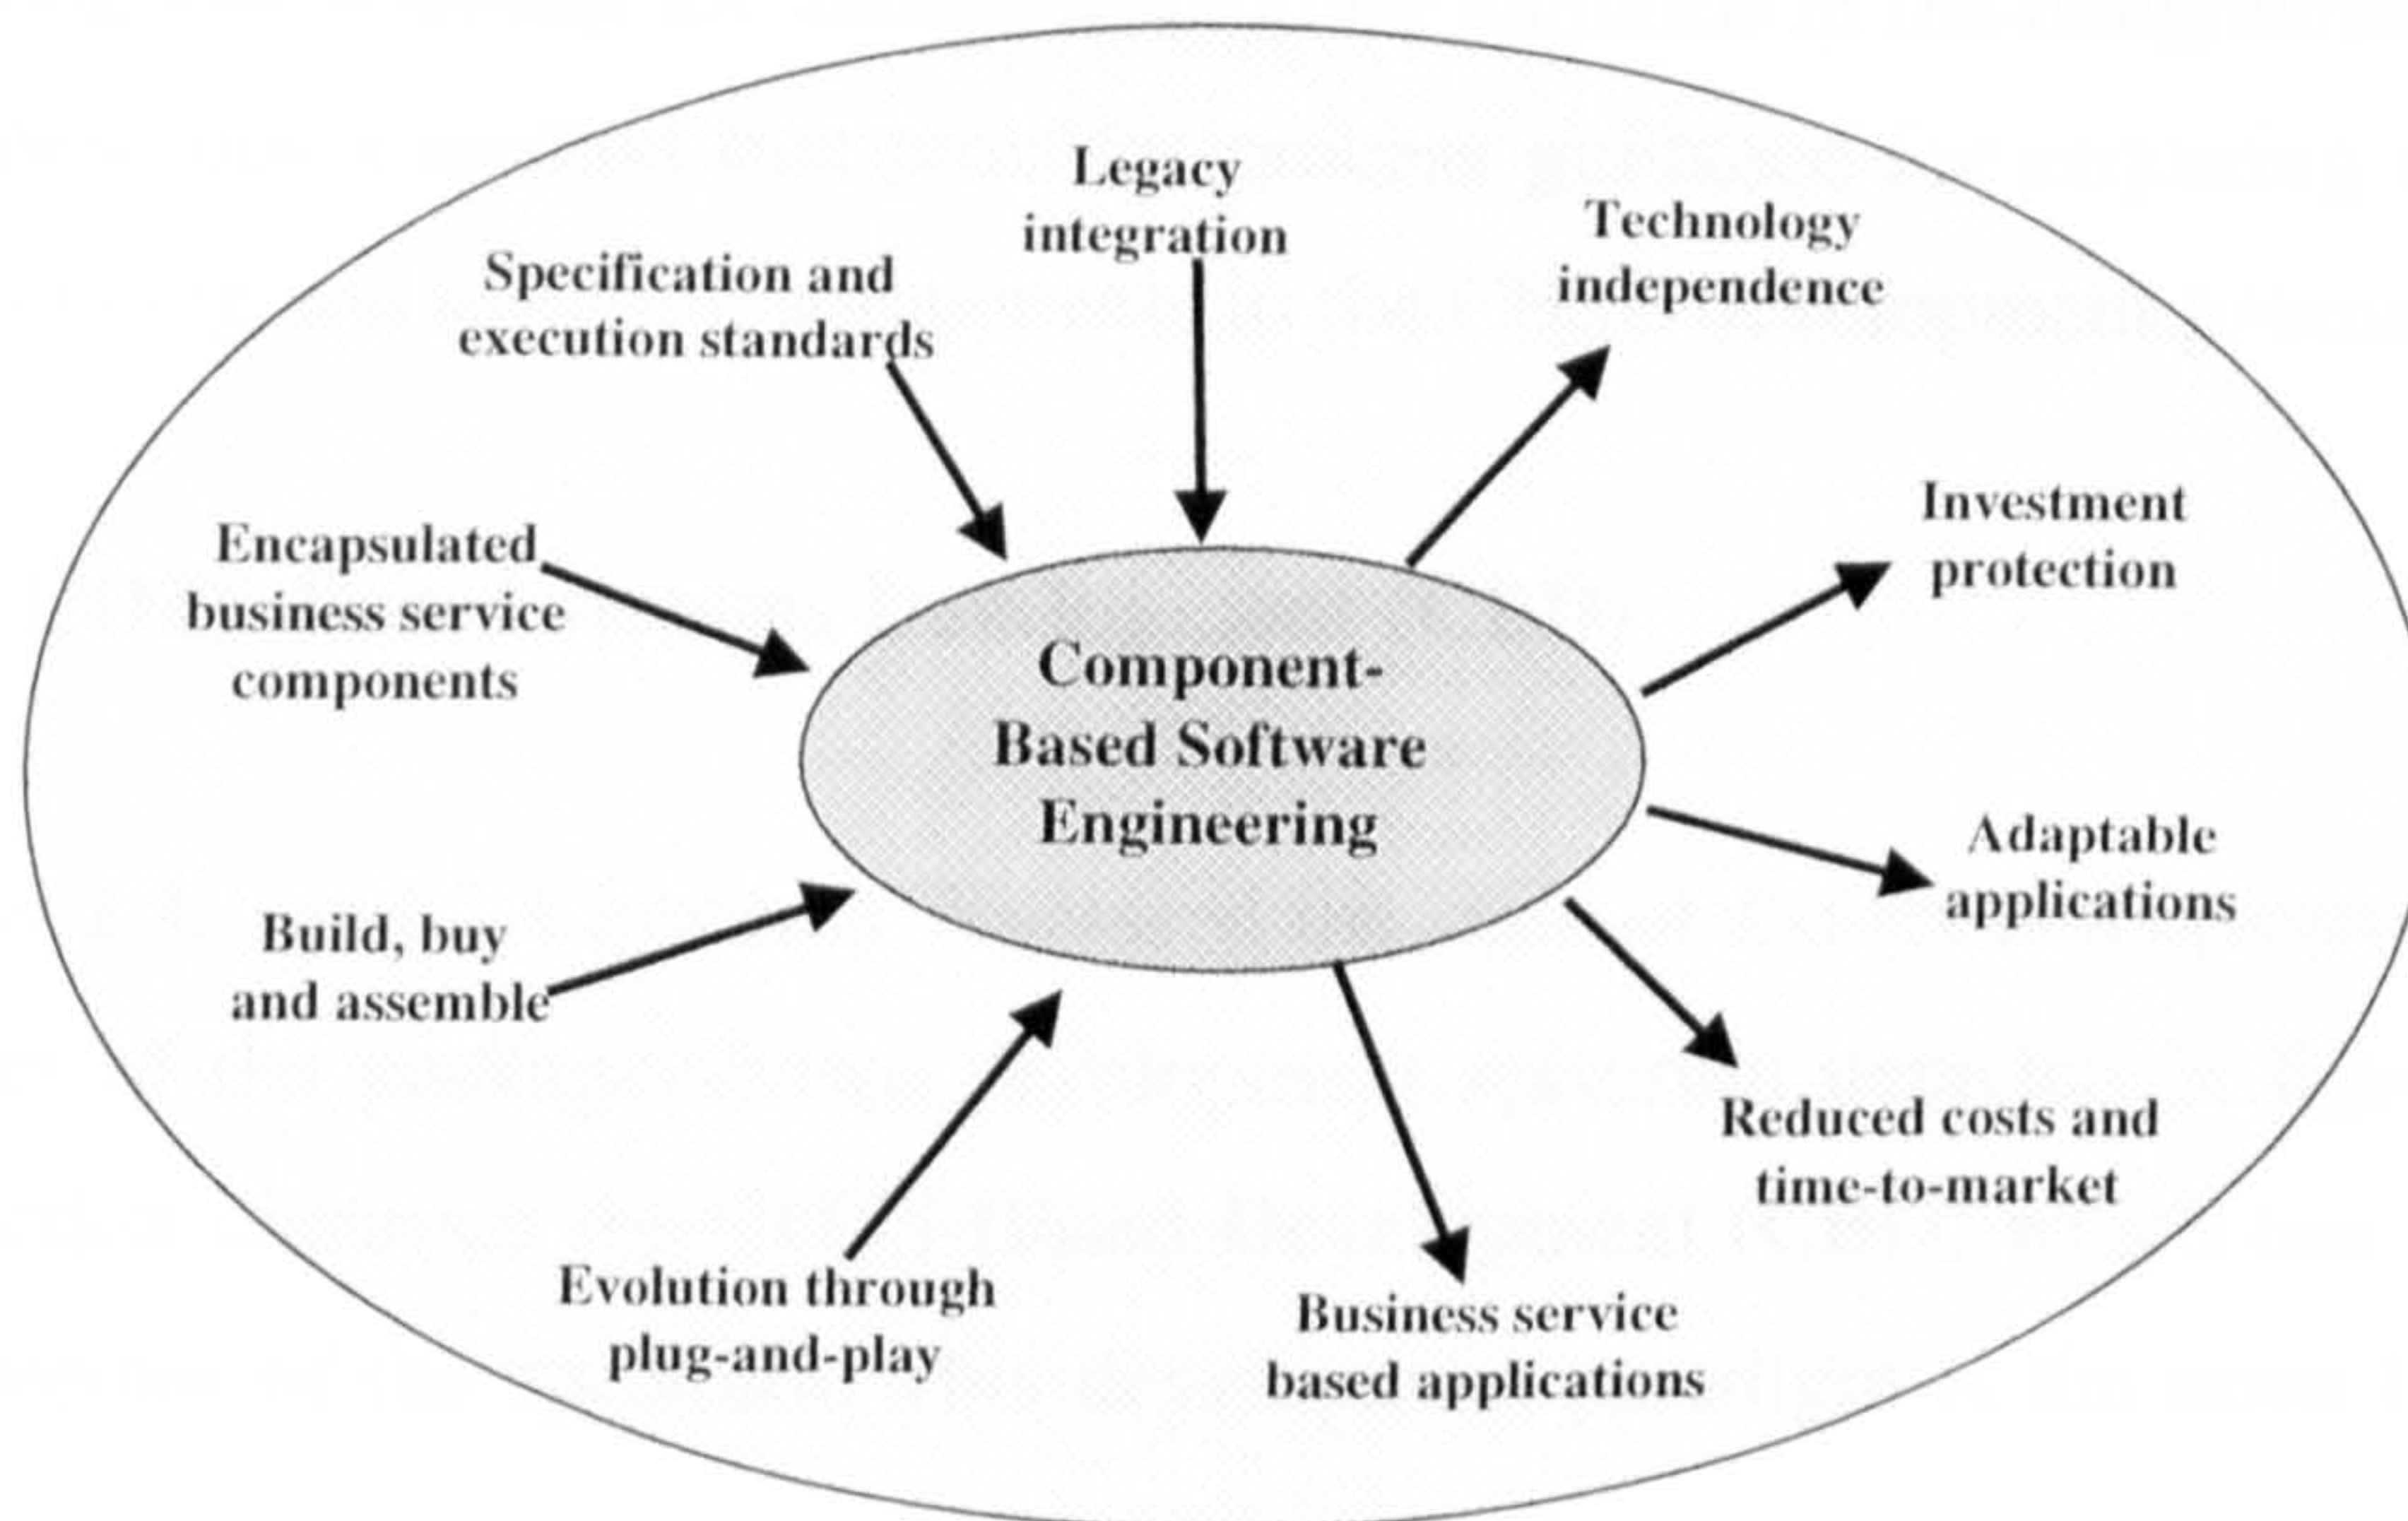 Legacy
integration
Technology
independence
Specification and
execution standards
Investment
protection
Encapsulated
business service
components
Component-
Based Software
Engineering
Adaptable
applications
Build, buy
and assemble
Reduced costs and
time-to-market
Evolution through
plug-and-play
Business service
based applications